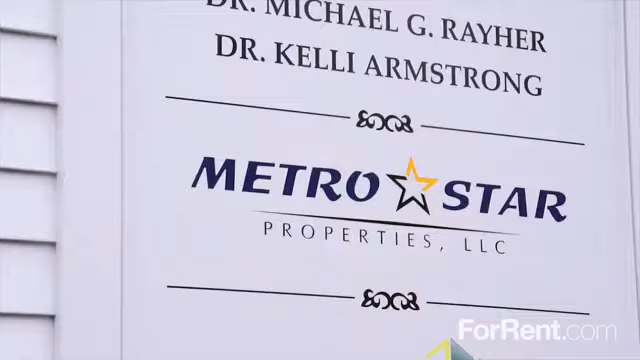 DR. MICHAEL G. RAYHER
DR. KELLI ARMSTRONG
METRO STAR
PROPERTIES, LLC
ForRent.com